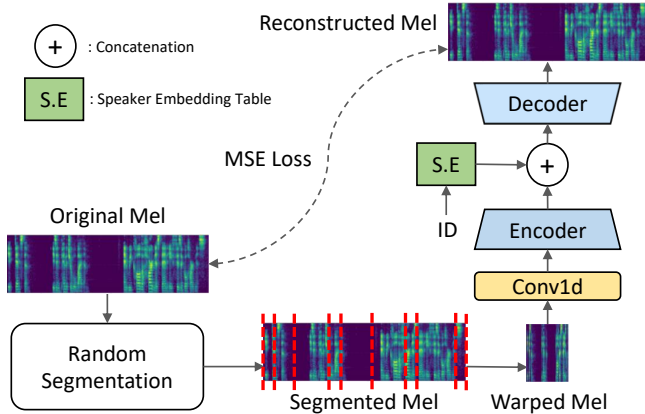 Reconstructed Mel
+
: Concatenation
S.E
: Speaker Embedding Table
Decoder
MSE Loss
S.E
+
ID
Original Mel
Encoder
Conv1d
Random
Segmentation
Segmented Mel
Warped Mel